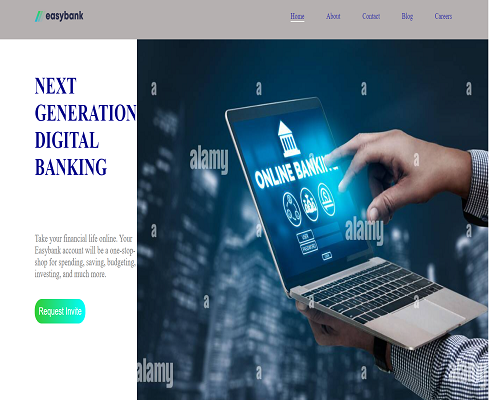 easybank
Home About Contact Blog Careers
NEXT
GENERATION
DIGITAL
BANKING
Take your financial life online. Your
Easybank account will be a one-stop-
shop for spending, saving, budgeting,
investing, and much more.
Request Invite
ONLINE BANKING
a a a a
alamy
alamy
a a
a a
alamy alamy
a a